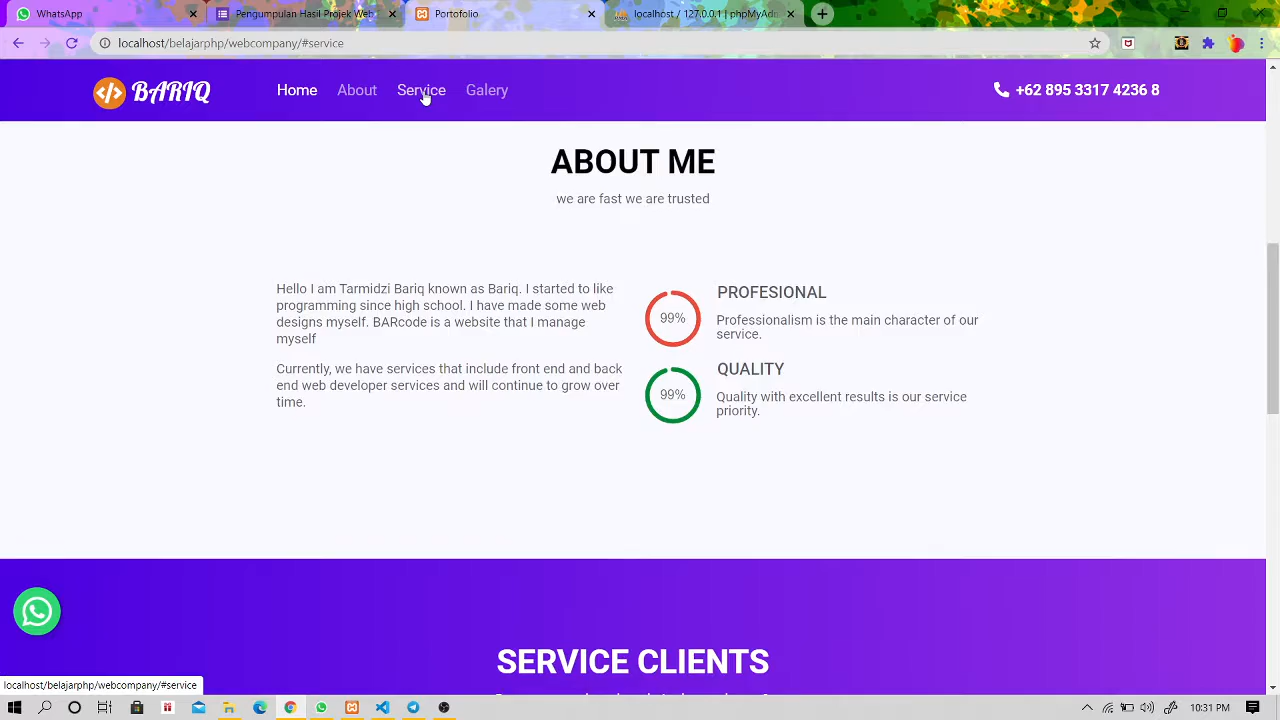 WhatsApp
Pengumpulan Hasil Projek Web
Portofolio
localhost / 127.0.0.1 | phpMyAdm
localhost/belajarphp/webcompany/#service
BARIQ
Home
About
Service
Galery
+62 895 3317 4236 8
ABOUT ME
we are fast we are trusted
Hello I am Tarmidzi Bariq known as Bariq. I started to like
programming since high school. I have made some web
designs myself. BARcode is a website that I manage
myself
Currently, we have services that include front end and back
end web developer services and will continue to grow over
time.
99%
PROFESIONAL
Professionalism is the main character of our
service.
99%
QUALITY
Quality with excellent results is our service
priority.
SERVICE CLIENTS
localhost/belajarphp/webcompany/#service
10:31 PM